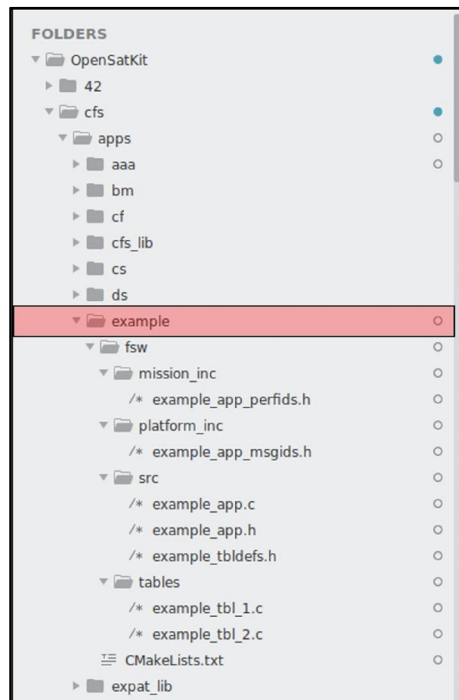 FOLDERS
OpenSatKit
42
cfs
apps
aaa
bm
cf
cfs_lib
cs
ds
example
fsw
mission_inc
/* example_app_perfids.h
platform_inc
/* example_app_msgids.h
src
/* example_app.c
/* example_app.h
/* example_tbldefs.h
tables
/* example_tbl_1.c
/* example_tbl_2.c
CMakeLists.txt
expat_lib